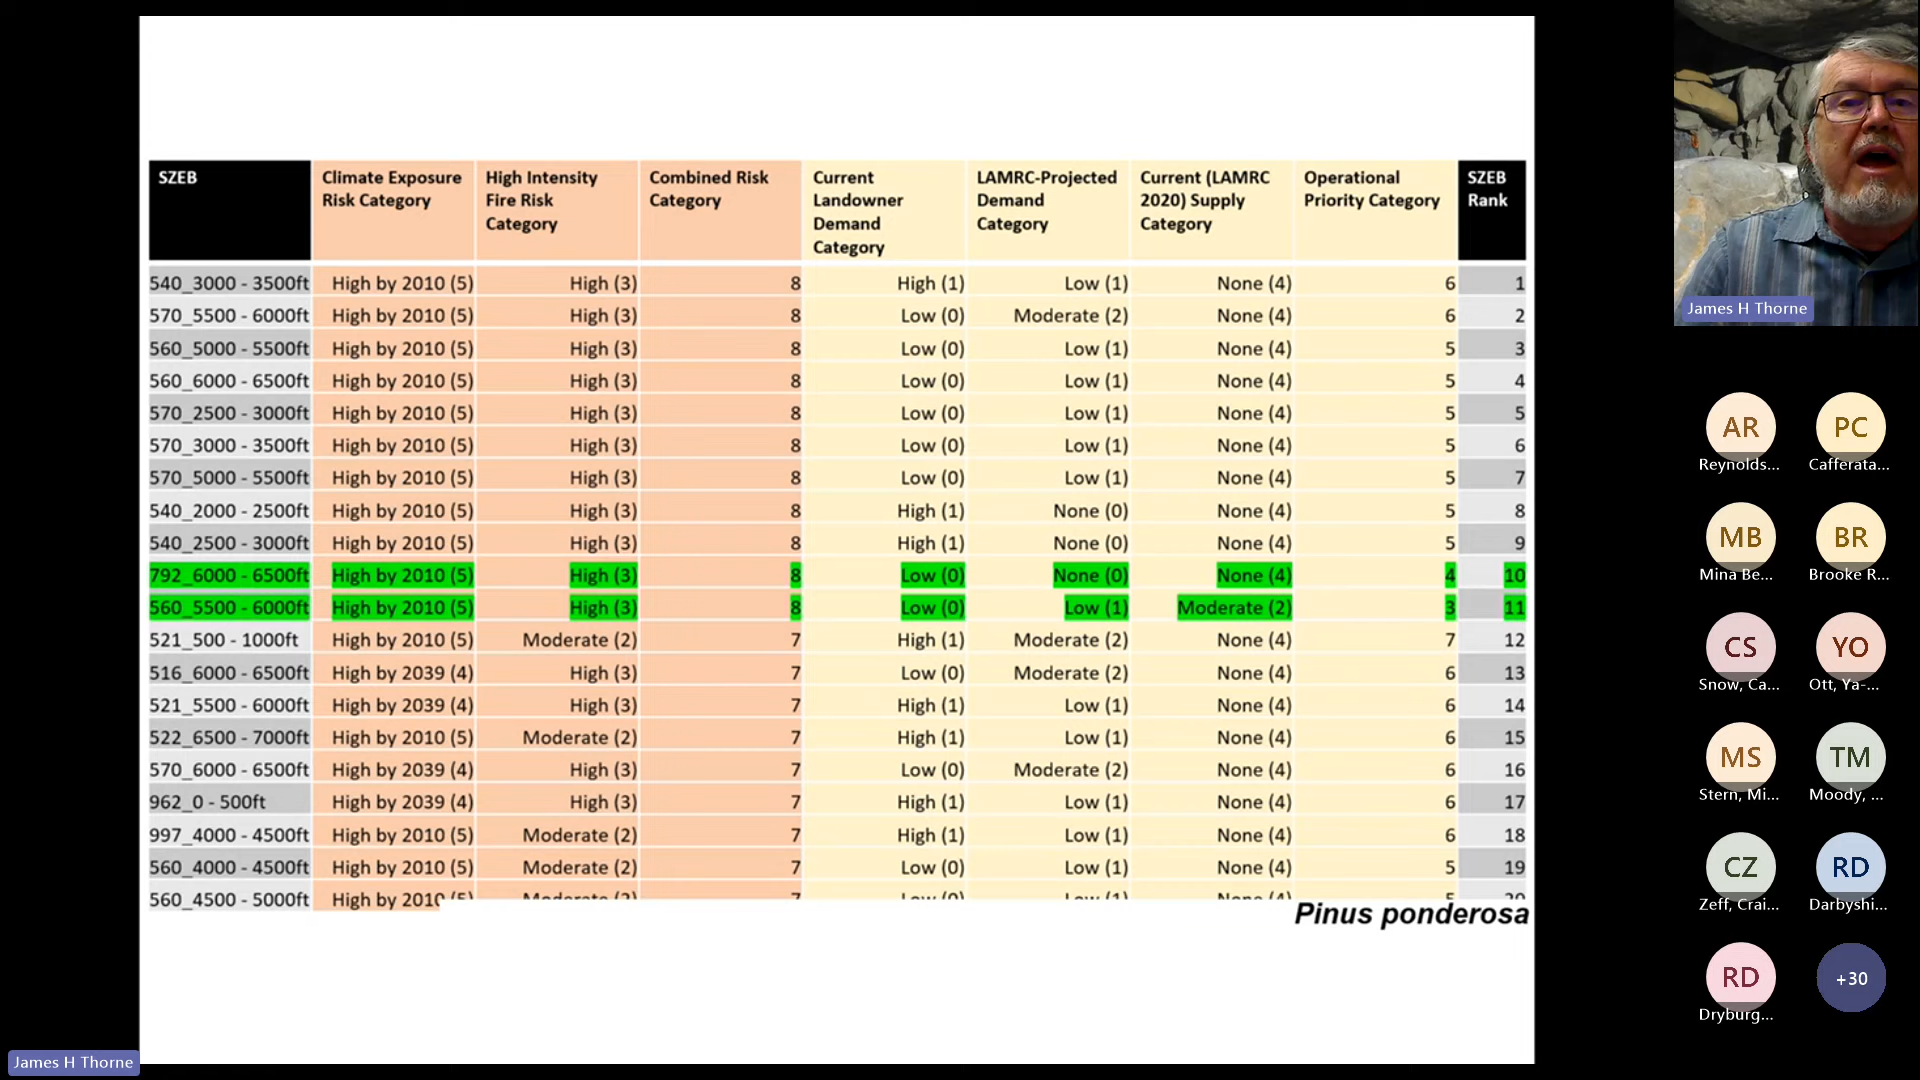 SZEB
Climate Exposure
Risk Category
High Intensity
Fire Risk
Category
Combined Risk
Category
Current
Landowner
Demand
Category
LAMRC-Projected
Demand
Category
Current (LAMRC
2020) Supply
Category
Operational
Priority Category
SZEB
Rank
540_3000 - 3500ft High by 2010 (5) High (3) 8 High (1) Low (1) None (4) 6 1
570_5500 - 6000ft High by 2010 (5) High (3) 8 Low (0) Moderate (2) None (4) 6 2
560_5000 - 5500ft High by 2010 (5) High (3) 8 Low (0) Low (1) None (4) 5 3
560_6000 - 6500ft High by 2010 (5) High (3) 8 Low (0) Low (1) None (4) 5 4
570_2500 - 3000ft High by 2010 (5) High (3) 8 Low (0) Low (1) None (4) 5 5
570_3000 - 3500ft High by 2010 (5) High (3) 8 Low (0) Low (1) None (4) 5 6
570_5000 - 5500ft High by 2010 (5) High (3) 8 Low (0) Low (1) None (4) 5 7
540_2000 - 2500ft High by 2010 (5) High (3) 8 High (1) None (0) None (4) 5 8
540_2500 - 3000ft High by 2010 (5) High (3) 8 High (1) None (0) None (4) 5 9
792_6000 - 6500ft High by 2010 (5) High (3) 8 Low (0) None (0) None (4) 4 10
560_5500 - 6000ft High by 2010 (5) High (3) 8 Low (0) Low (1) Moderate (2) 3 11
521_500 - 1000ft High by 2010 (5) Moderate (2) 7 High (1) Moderate (2) None (4) 7 12
516_6000 - 6500ft High by 2039 (4) High (3) 7 Low (0) Moderate (2) None (4) 6 13
521_5500 - 6000ft High by 2039 (4) High (3) 7 High (1) Low (1) None (4) 6 14
522_6500 - 7000ft High by 2010 (5) Moderate (2) 7 High (1) Low (1) None (4) 6 15
570_6000 - 6500ft High by 2039 (4) High (3) 7 Low (0) Moderate (2) None (4) 6 16
962_0 - 500ft High by 2039 (4) High (3) 7 High (1) Low (1) None (4) 6 17
997_4000 - 4500ft High by 2010 (5) Moderate (2) 7 High (1) Low (1) None (4) 6 18
560_4000 - 4500ft High by 2010 (5) Moderate (2) 7 Low (0) Low (1) None (4) 5 19
560_4500 - 5000ft High by 2010
Pinus ponderosa
James H Thorne
AR
Reynolds...
PC
Cafferata...
MB
Mina Be...
BR
Brooke R...
CS
Snow, Ca...
YO
Ott, Ya-...
MS
Stern, Mi...
TM
Moody, ...
CZ
Zeff, Crai...
RD
Darbyshi...
RD
Dryburg...
+30
James H Thorne